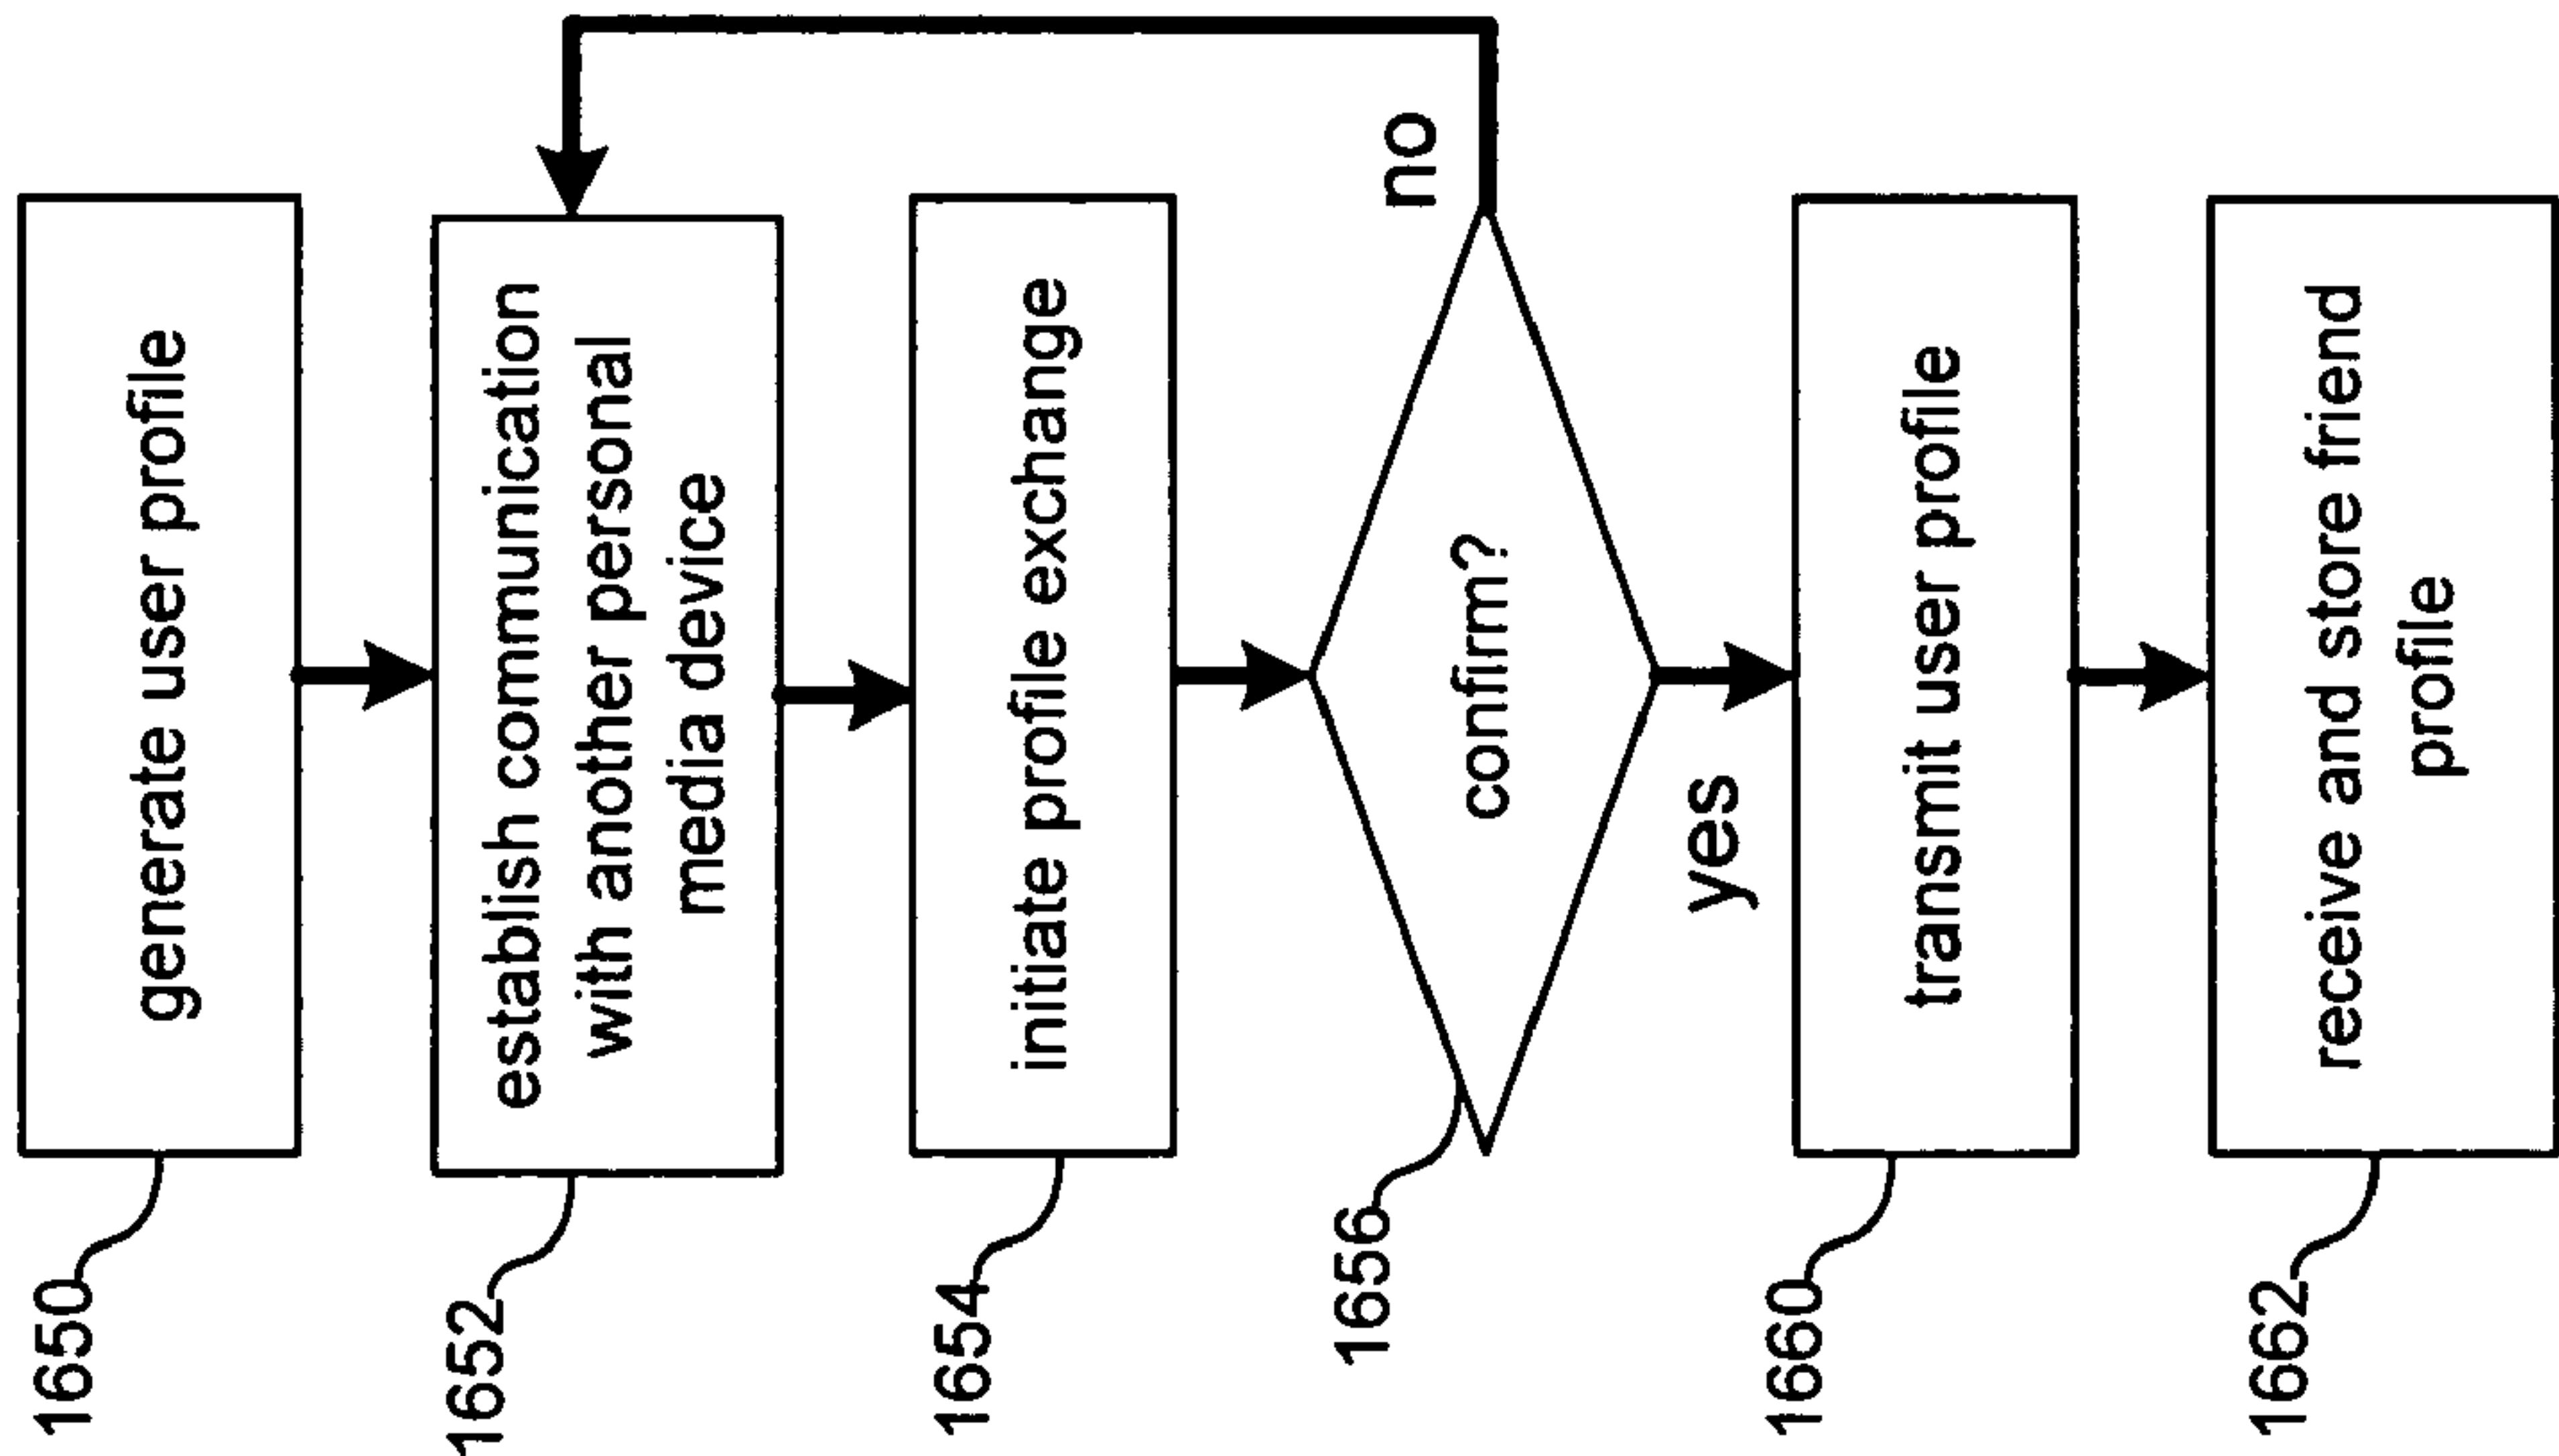 1650
generate user profile
1652
establish communication
with another personal
media device
1654
initiate profile exchange
1656
confirm?
no
yes
1660
transmit user profile
1662
receive and store friend
profile